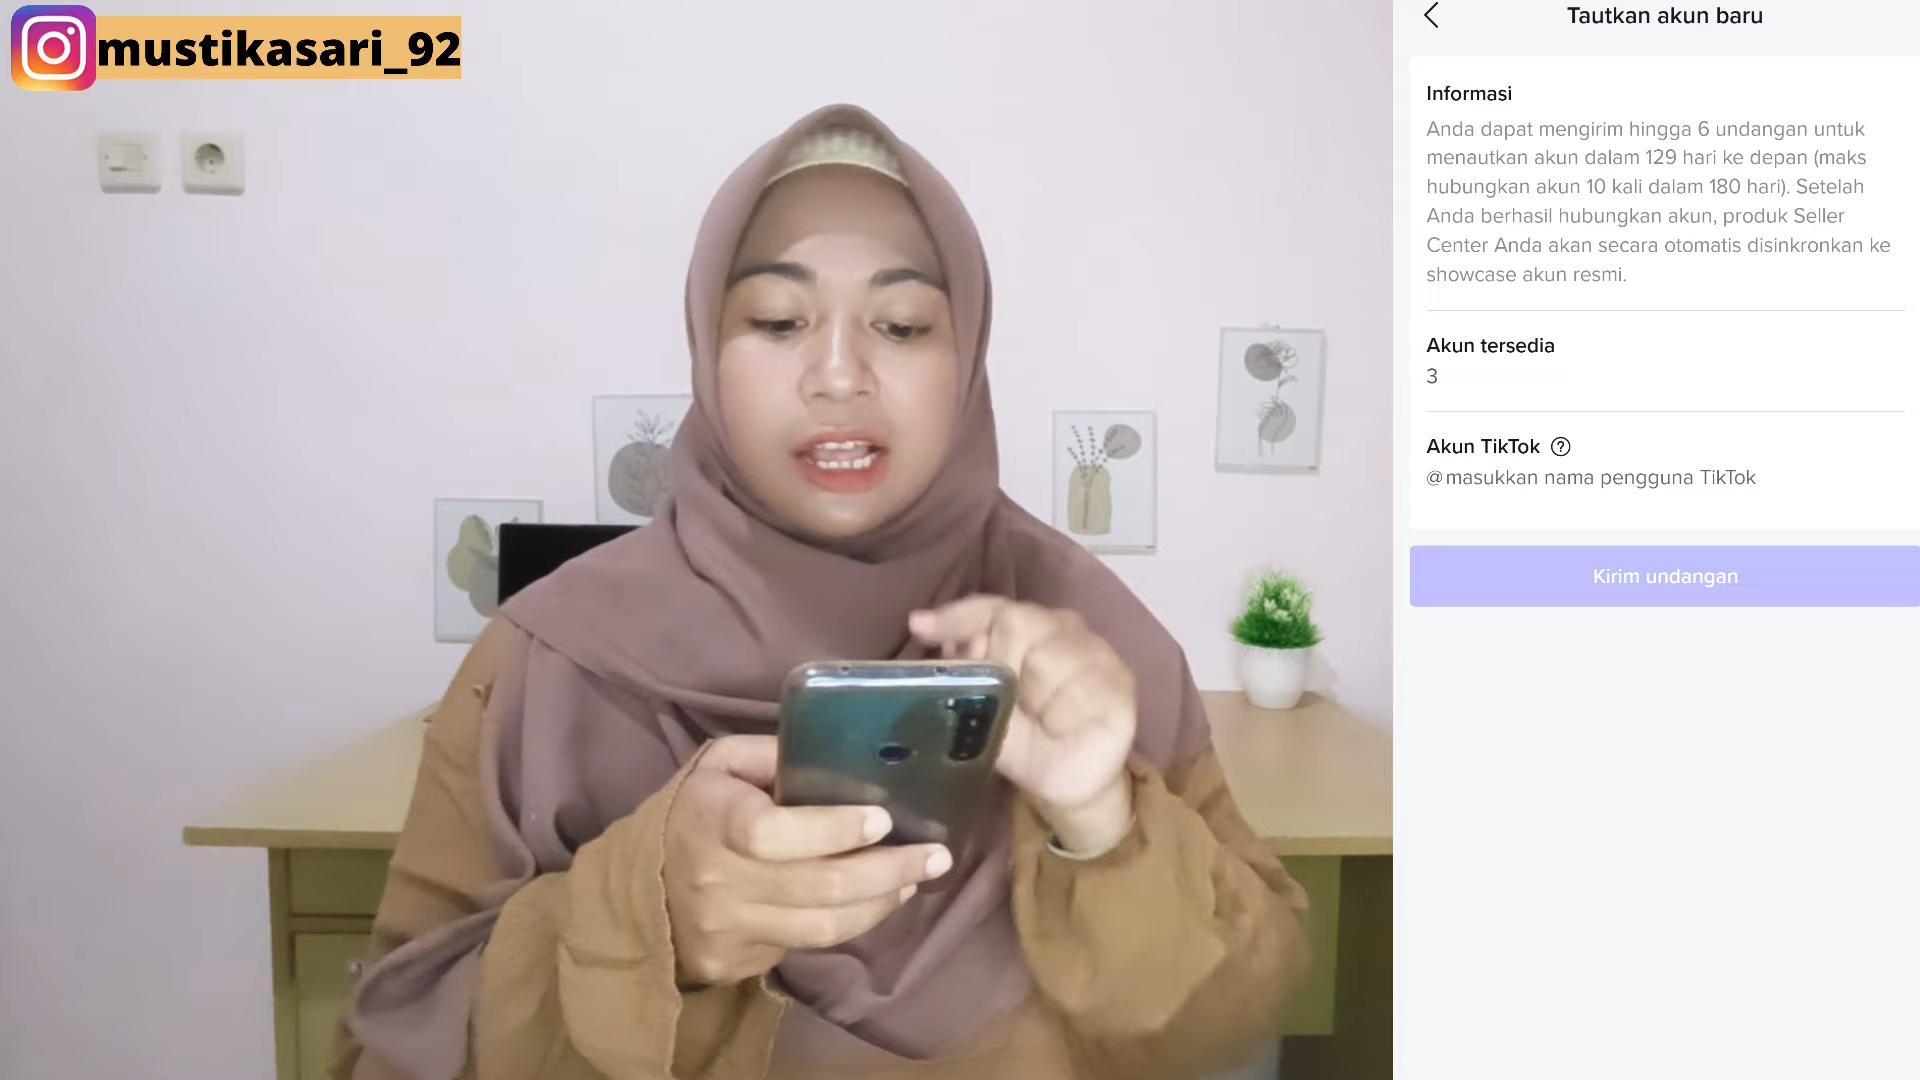 mustikasari_92
Tautkan akun baru
Informasi
Anda dapat mengirim hingga 6 undangan untuk
menautkan akun dalam 129 hari ke depan (maks
hubungkan akun 10 kali dalam 180 hari). Setelah
Anda berhasil hubungkan akun, produk Seller
Center Anda akan secara otomatis disinkronkan ke
showcase akun resmi.
Akun tersedia
3
Akun TikTok ?
@masukkan nama pengguna TikTok
Kirim undangan